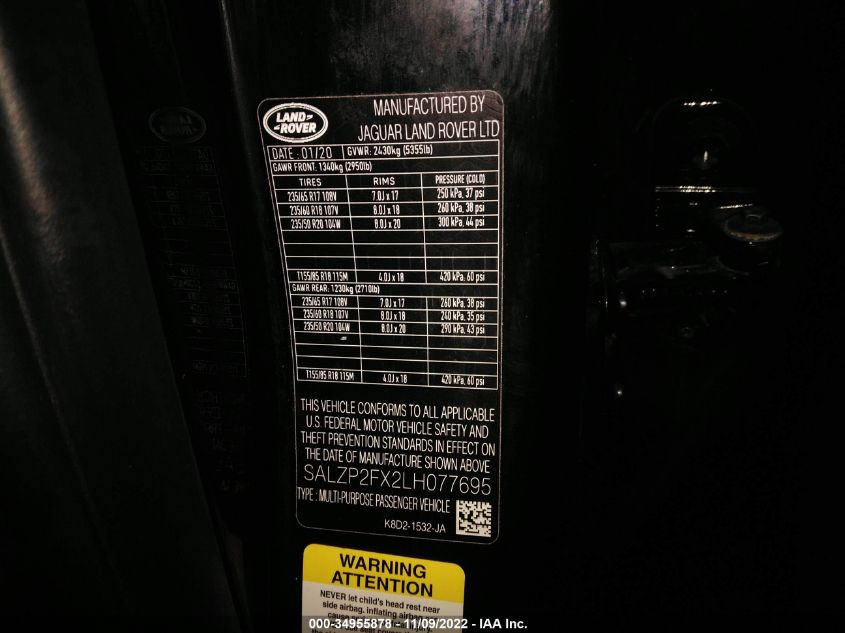 LAND
ROVER
MANUFACTURED BY
JAGUAR LAND ROVER LTD
DATE : 01/20 GVWR: 2430kg (5355lb)
GAWR FRONT: 1340kg (2950lb)
TIRES RIMS PRESSURE (COLD)
235/65 R17 108V 7.0J x 17 250 kPa, 37 psi
235/60 R18 107V 8.0J x 18 260 kPa, 38 psi
235/50 R20 104W 8.0J x 20 300 kPa, 44 psi
T155/85 R18 115M 4.0J x 18 420 kPa, 60 psi
GAWR REAR: 1230kg (2710lb)
235/65 R17 108V 7.0J x 17 260 kPa, 38 psi
235/60 R18 107V 8.0J x 18 240 kPa, 35 psi
235/50 R20 104W 8.0J x 20 290 kPa, 43 psi
T155/85 R18 115M 4.0J x 18 420 kPa, 60 psi
THIS VEHICLE CONFORMS TO ALL APPLICABLE
U.S. FEDERAL MOTOR VEHICLE SAFETY AND
THEFT PREVENTION STANDARDS IN EFFECT ON
THE DATE OF MANUFACTURE SHOWN ABOVE
SALZP2FX2LH077695
TYPE : MULTI-PURPOSE PASSENGER VEHICLE
K8D2-1532-JA
WARNING
ATTENTION
NEVER let child's head rest near
side airbag. inflating airbag
000-34955878 - 11/09/2022 - IAA Inc.